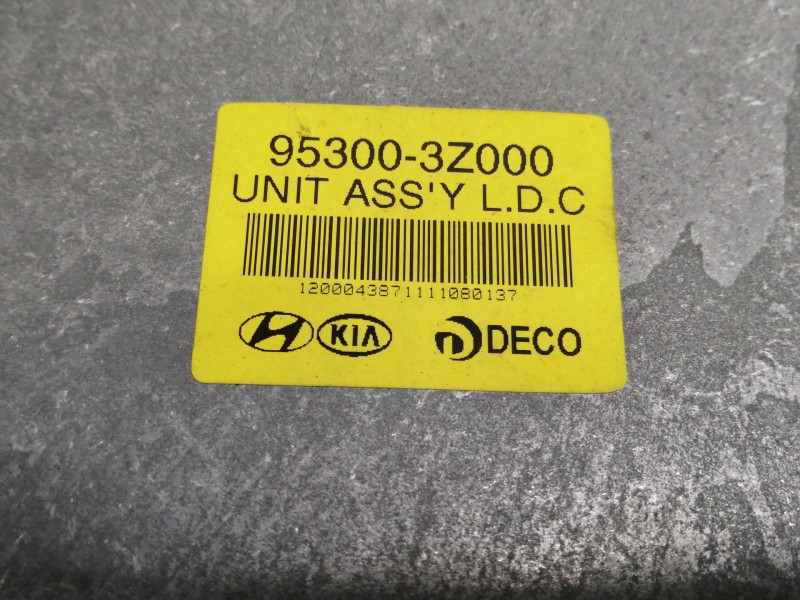 95300-3Z000
UNIT ASS'Y L.D.C
1200043871111080137
KIA DECO